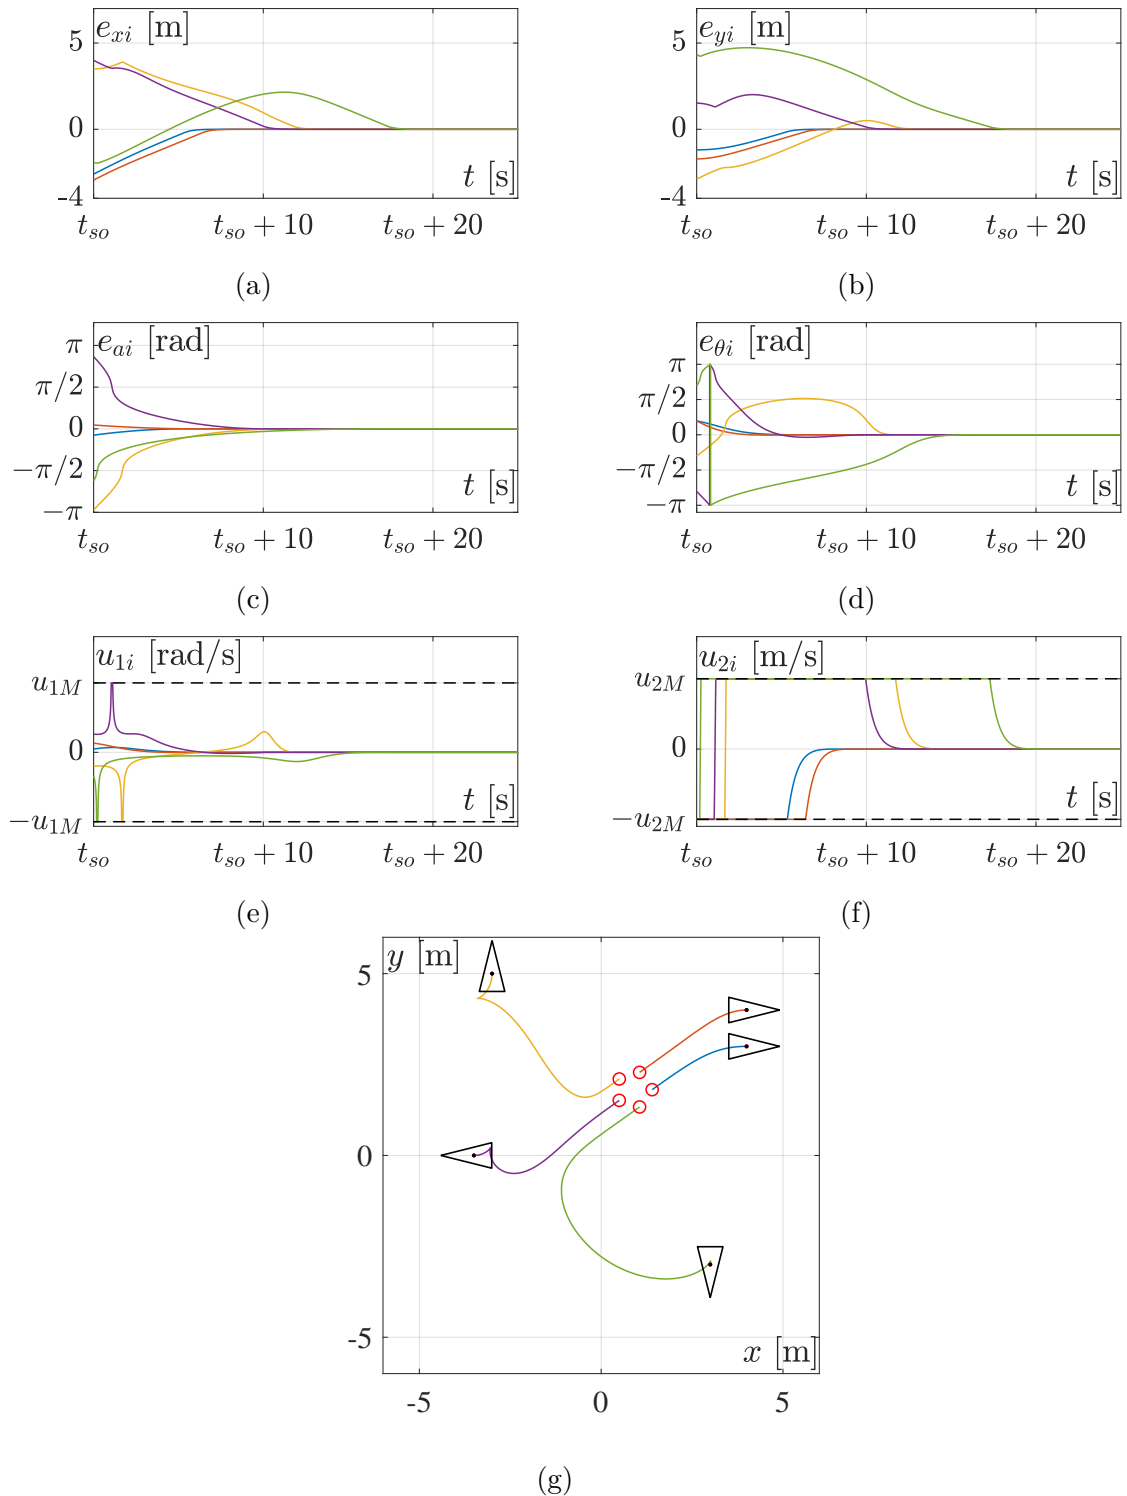 e_{xi} [m]
5
0
-4
t [s]
t_{so} t_{so} + 10 t_{so} + 20
(a)
e_{yi} [m]
5
0
-4
t [s]
t_{so} t_{so} + 10 t_{so} + 20
(b)
e_{ai} [rad]
π
π/2
0
−π/2
−π
t [s]
t_{so} t_{so} + 10 t_{so} + 20
(c)
e_{θi} [rad]
π
π/2
0
−π/2
−π
t [s]
t_{so} t_{so} + 10 t_{so} + 20
(d)
u_{1i} [rad/s]
u_{1M}
0
−u_{1M}
t [s]
t_{so} t_{so} + 10 t_{so} + 20
(e)
u_{2i} [m/s]
u_{2M}
0
−u_{2M}
t [s]
t_{so} t_{so} + 10 t_{so} + 20
(f)
y [m]
5
0
-5
x [m]
-5 0 5
(g)